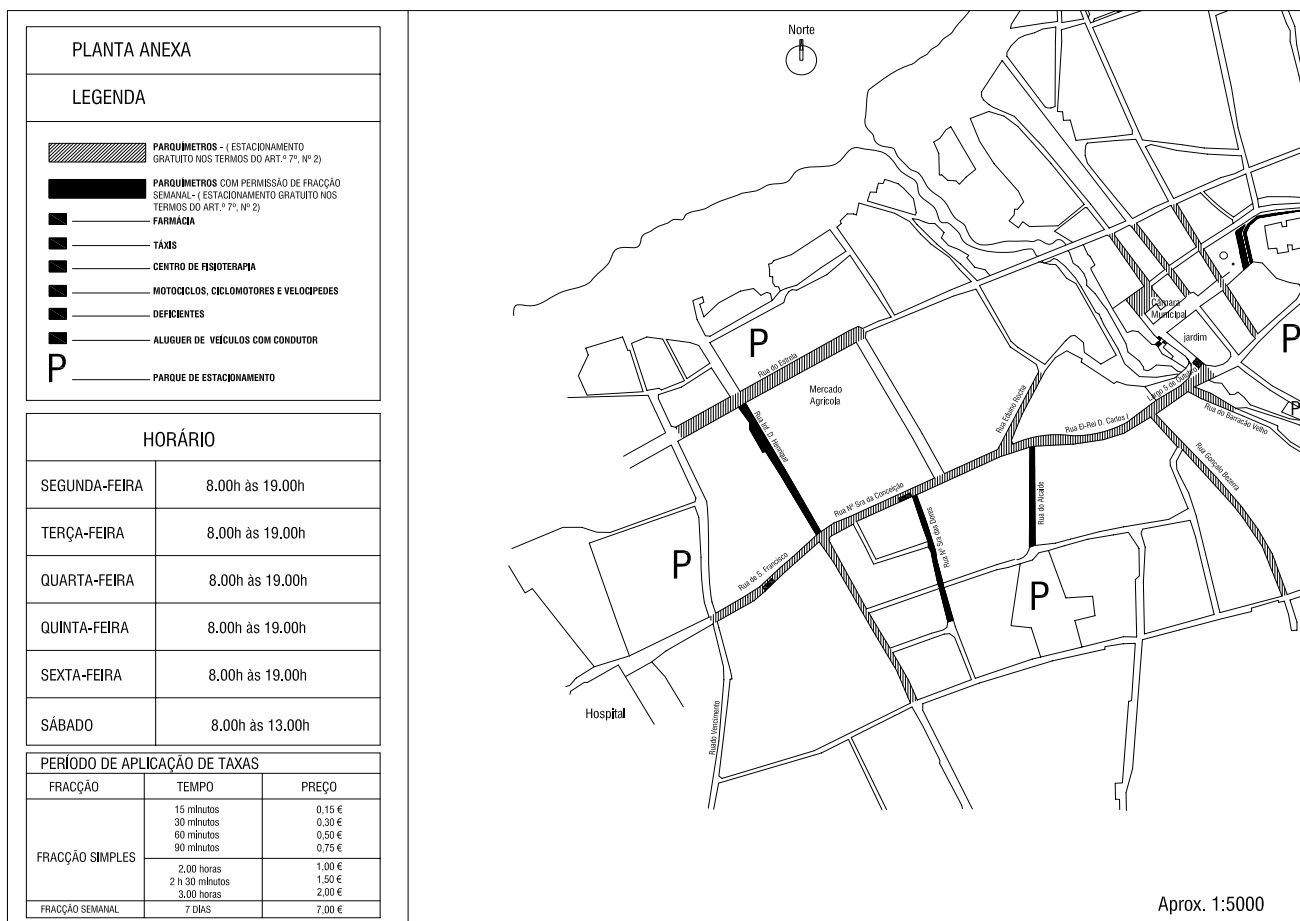 PLANTA ANEXA
LEGENDA
PARQUÍMETROS - ( ESTACIONAMENTO
GRATUITO NOS TERMOS DO ART.º 7º, Nº 2)
PARQUÍMETROS COM PERMISSÃO DE FRACÇÃO
SEMANAL- ( ESTACIONAMENTO GRATUITO NOS
TERMOS DO ART.º 7º, Nº 2)
FARMÁCIA
TÁXIS
CENTRO DE FISIOTERAPIA
MOTOCICLOS, CICLOMOTORES E VELOCIPEDES
DEFICIENTES
ALUGUER DE VEÍCULOS COM CONDUTOR
P PARQUE DE ESTACIONAMENTO
HORÁRIO
SEGUNDA-FEIRA 8.00h às 19.00h
TERÇA-FEIRA 8.00h às 19.00h
QUARTA-FEIRA 8.00h às 19.00h
QUINTA-FEIRA 8.00h às 19.00h
SEXTA-FEIRA 8.00h às 19.00h
SÁBADO 8.00h às 13.00h
PERÍODO DE APLICAÇÃO DE TAXAS
FRACÇÃO TEMPO PREÇO
FRACÇÃO SIMPLES
15 minutos 0,15 €
30 minutos 0,30 €
60 minutos 0,50 €
90 minutos 0,75 €
2.00 horas 1,00 €
2 h 30 minutos 1,50 €
3.00 horas 2,00 €
FRACÇÃO SEMANAL 7 DIAS 7,00 €
Norte
Câmara
Municipal
jardim
P
P
P
Rua do Estrela
Mercado
Agricola
Largo 5 de Outubro
Rua Eduino Rocha
Rua El-Rei D. Carlos I
Rua do Barracão Velho
Rua Inf. D. Henrique
Rua Gonçalo Bezerra
Rua Nª Sra da Conceição
Rua do Alcaide
Rua Nª Sra das Dores
P
Rua de S. Francisco
P
Hospital
Ruado Vencimento
Aprox. 1:5000